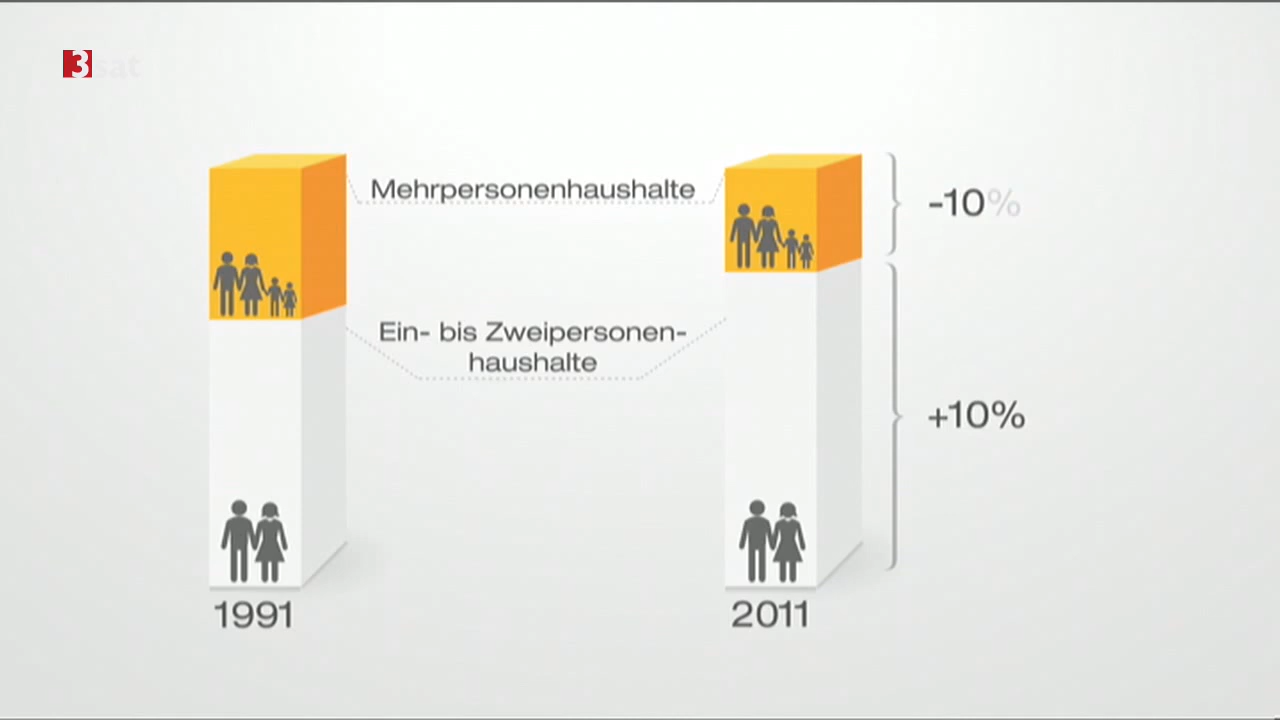 3sat
Mehrpersonenhaushalte
-10%
Ein- bis Zweipersonen-
haushalte
+10%
1991
2011